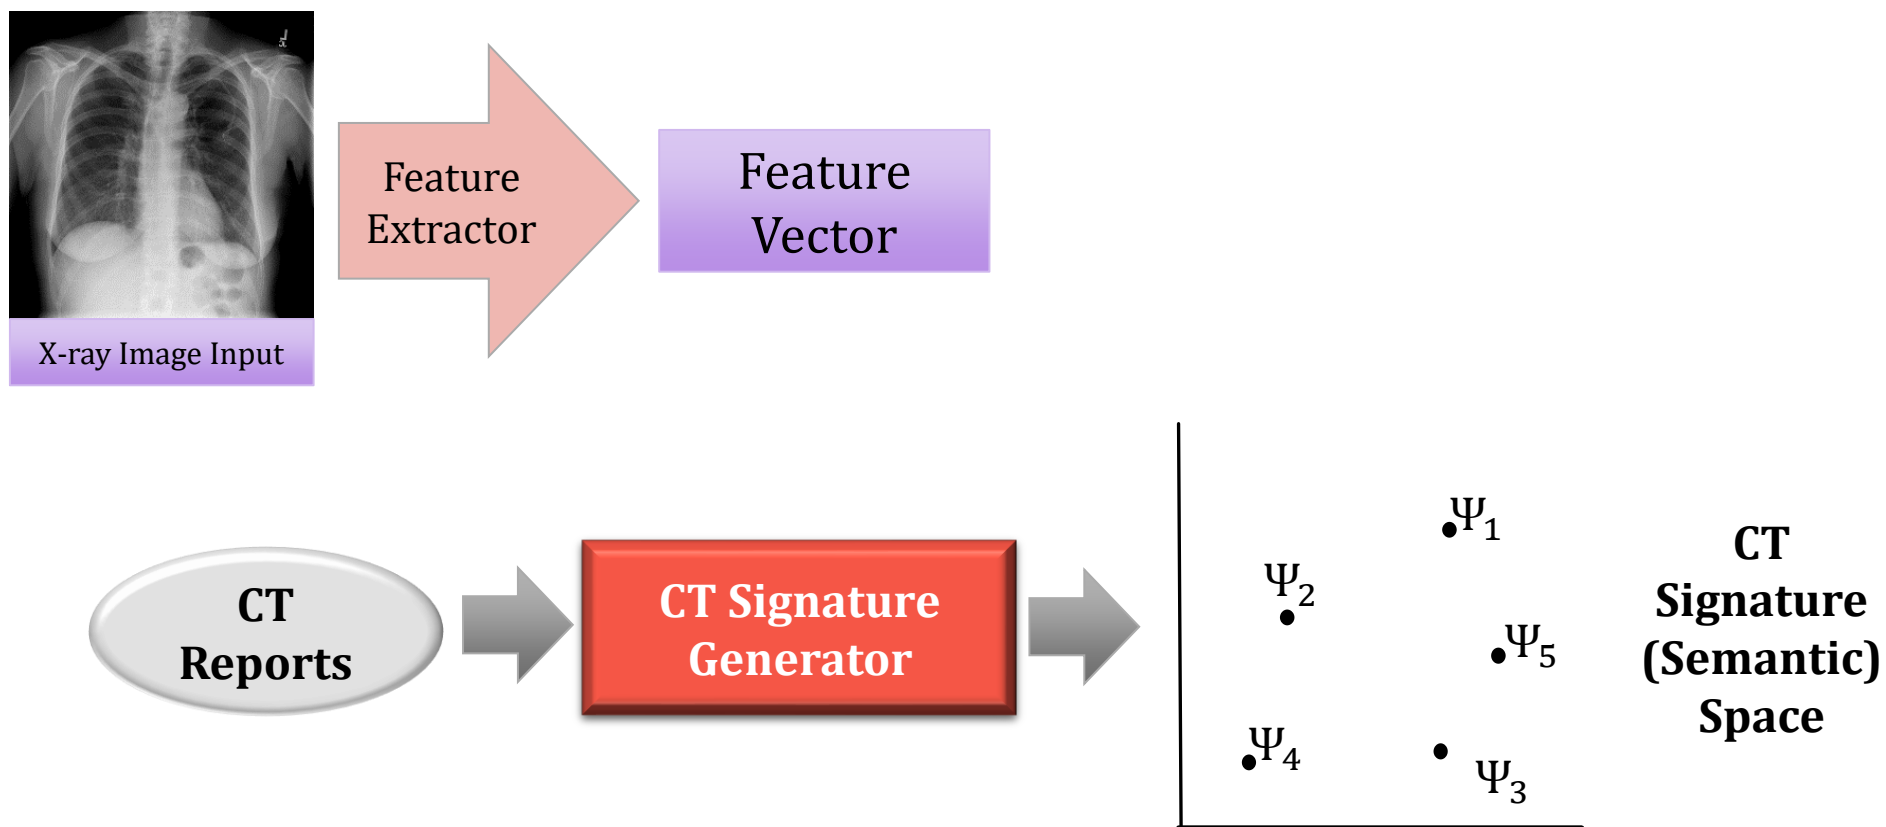 Feature
Extractor
Feature
Vector
X-ray Image Input
CT
Reports
CT Signature
Generator
Ψ1
Ψ2
Ψ5
Ψ4
Ψ3
CT
Signature
(Semantic)
Space